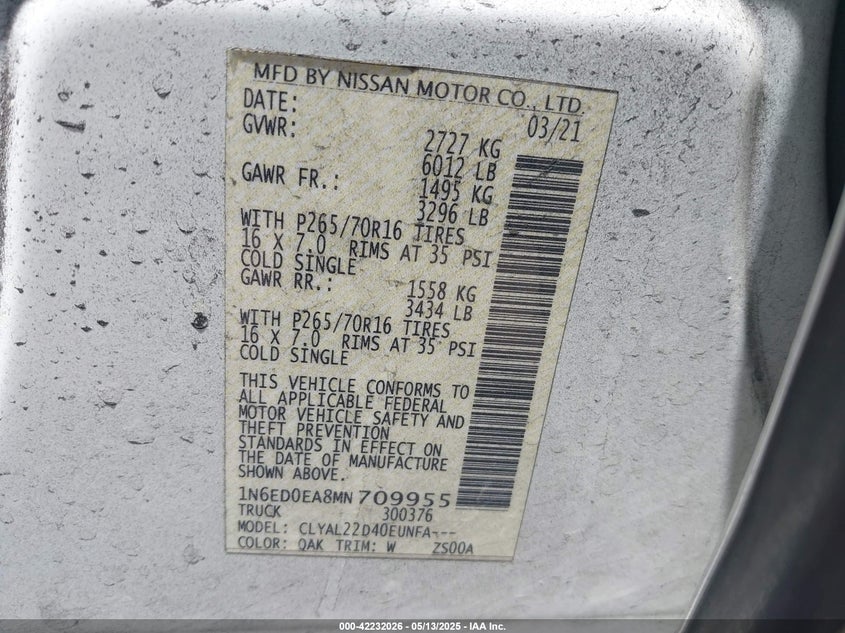 MFD BY NISSAN MOTOR CO., LTD.
DATE: 03/21
GVWR: 2727 KG
6012 LB
GAWR FR.: 1495 KG
3296 LB
WITH P265/70R16 TIRES
16 X 7.0 RIMS AT 35 PSI
COLD SINGLE
GAWR RR.: 1558 KG
3434 LB
WITH P265/70R16 TIRES
16 X 7.0 RIMS AT 35 PSI
COLD SINGLE
THIS VEHICLE CONFORMS TO
ALL APPLICABLE FEDERAL
MOTOR VEHICLE SAFETY AND
THEFT PREVENTION
STANDARDS IN EFFECT ON
THE DATE OF MANUFACTURE
SHOWN ABOVE.
1N6ED0EA8MN709955
TRUCK 300376
MODEL: CLYAL22D40EUNFA---
COLOR: QAK TRIM: W ZS00A
000-42232026 - 05/13/2025 - IAA Inc.